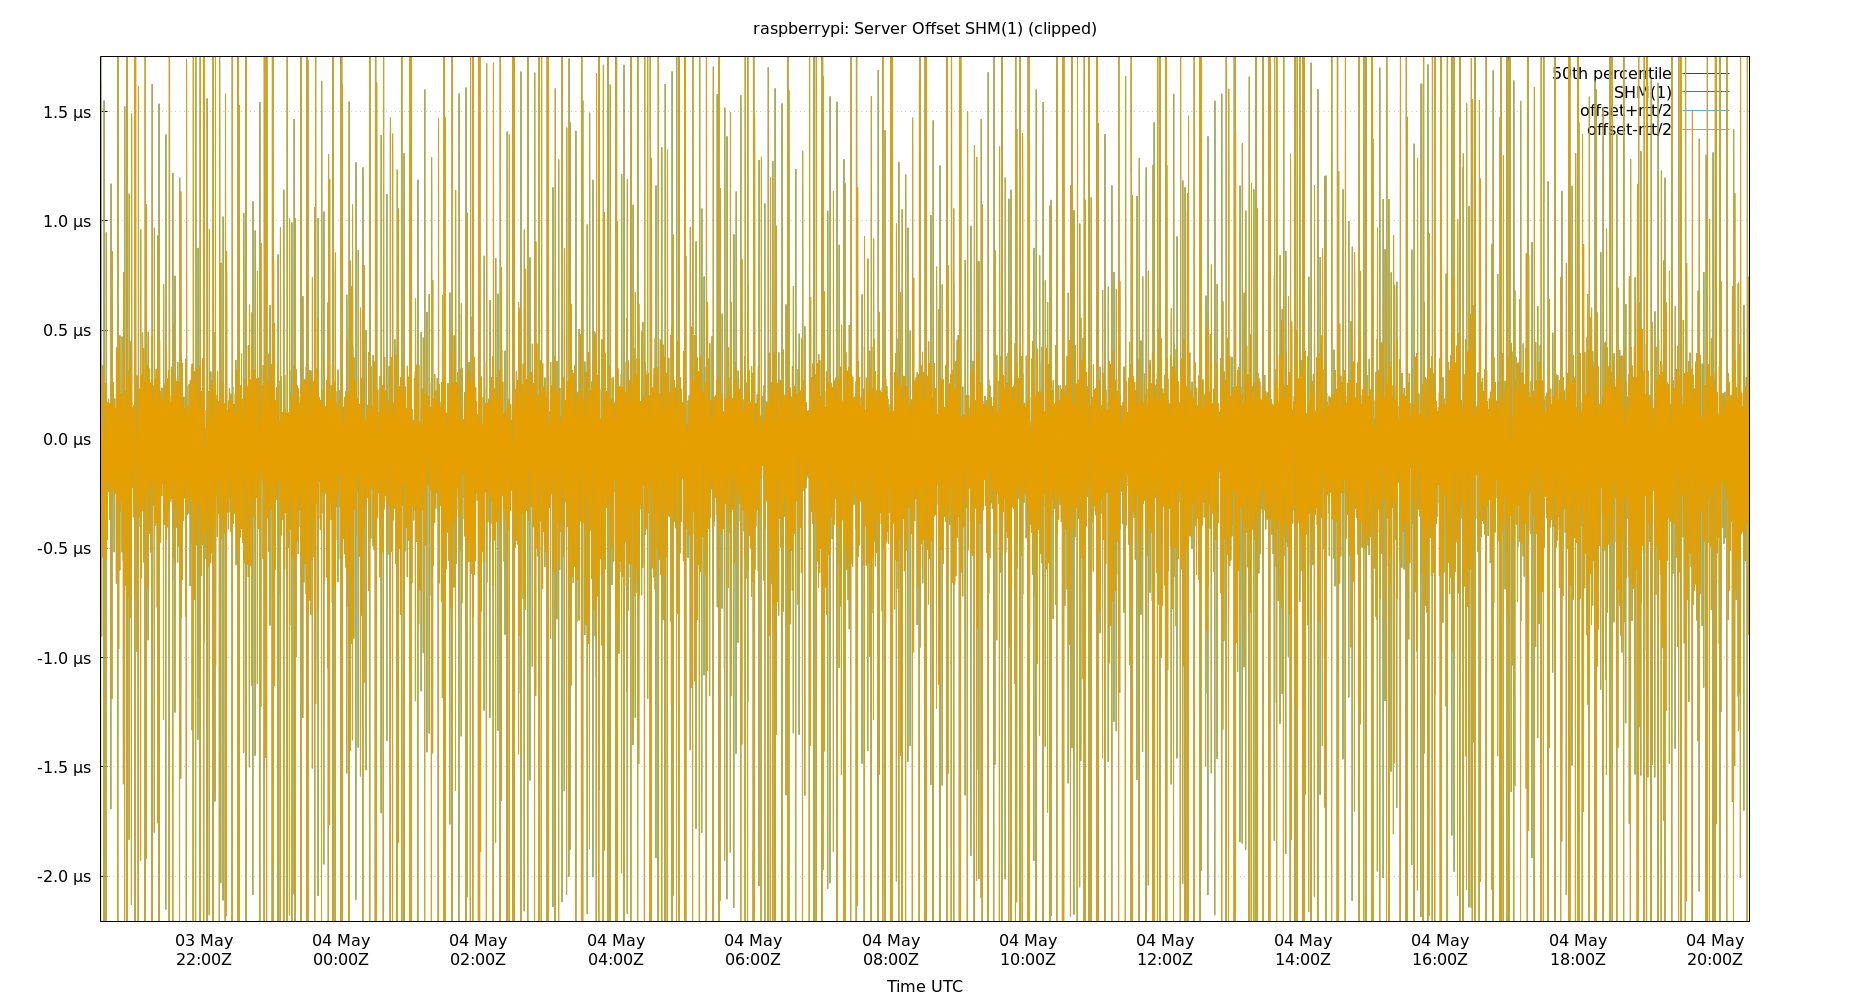 raspberrypi: Server Offset SHM(1) (clipped)
50th percentile
SHM(1)
offset+rtt/2
offset-rtt/2
1.5 µs
1.0 µs
0.5 µs
0.0 µs
-0.5 µs
-1.0 µs
-1.5 µs
-2.0 µs
03 May 04 May 04 May 04 May 04 May 04 May 04 May 04 May 04 May 04 May 04 May 04 May
22:00Z 00:00Z 02:00Z 04:00Z 06:00Z 08:00Z 10:00Z 12:00Z 14:00Z 16:00Z 18:00Z 20:00Z
Time UTC